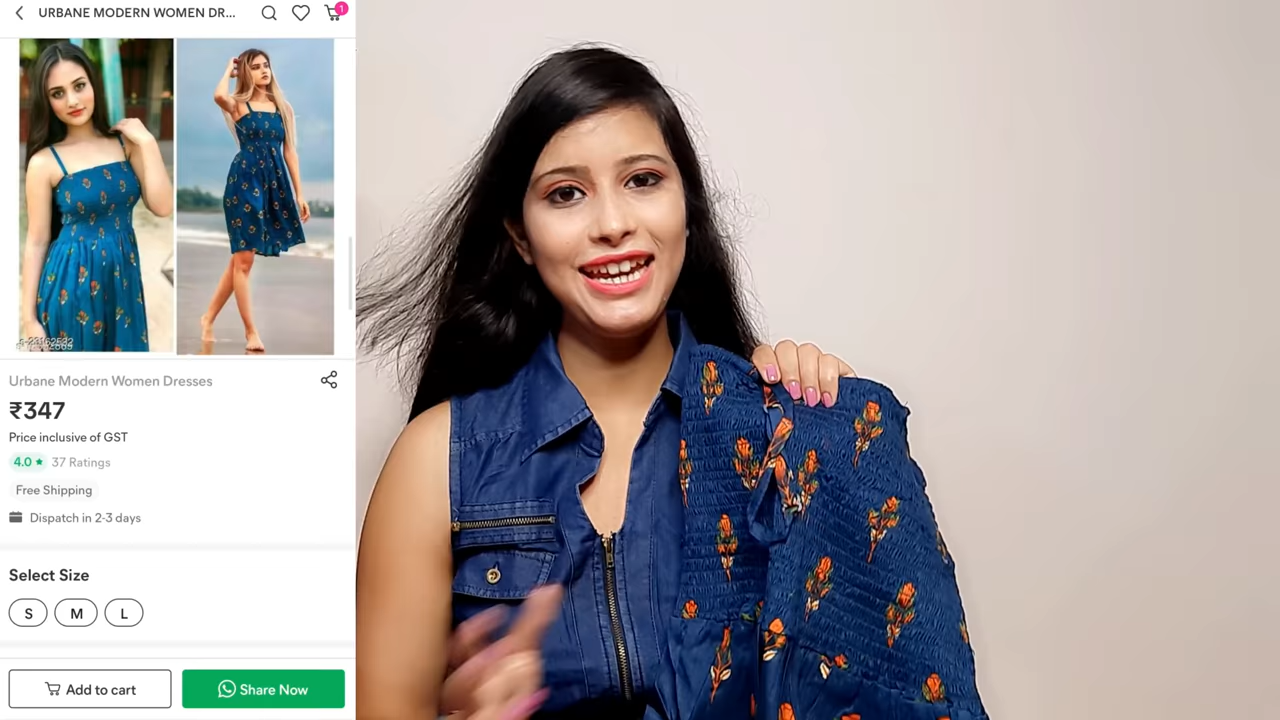 URBANE MODERN WOMEN DR...
1
Urbane Modern Women Dresses
₹347
Price inclusive of GST
4.0 ★ 37 Ratings
Free Shipping
Dispatch in 2-3 days
Select Size
S M L
Add to cart
Share Now